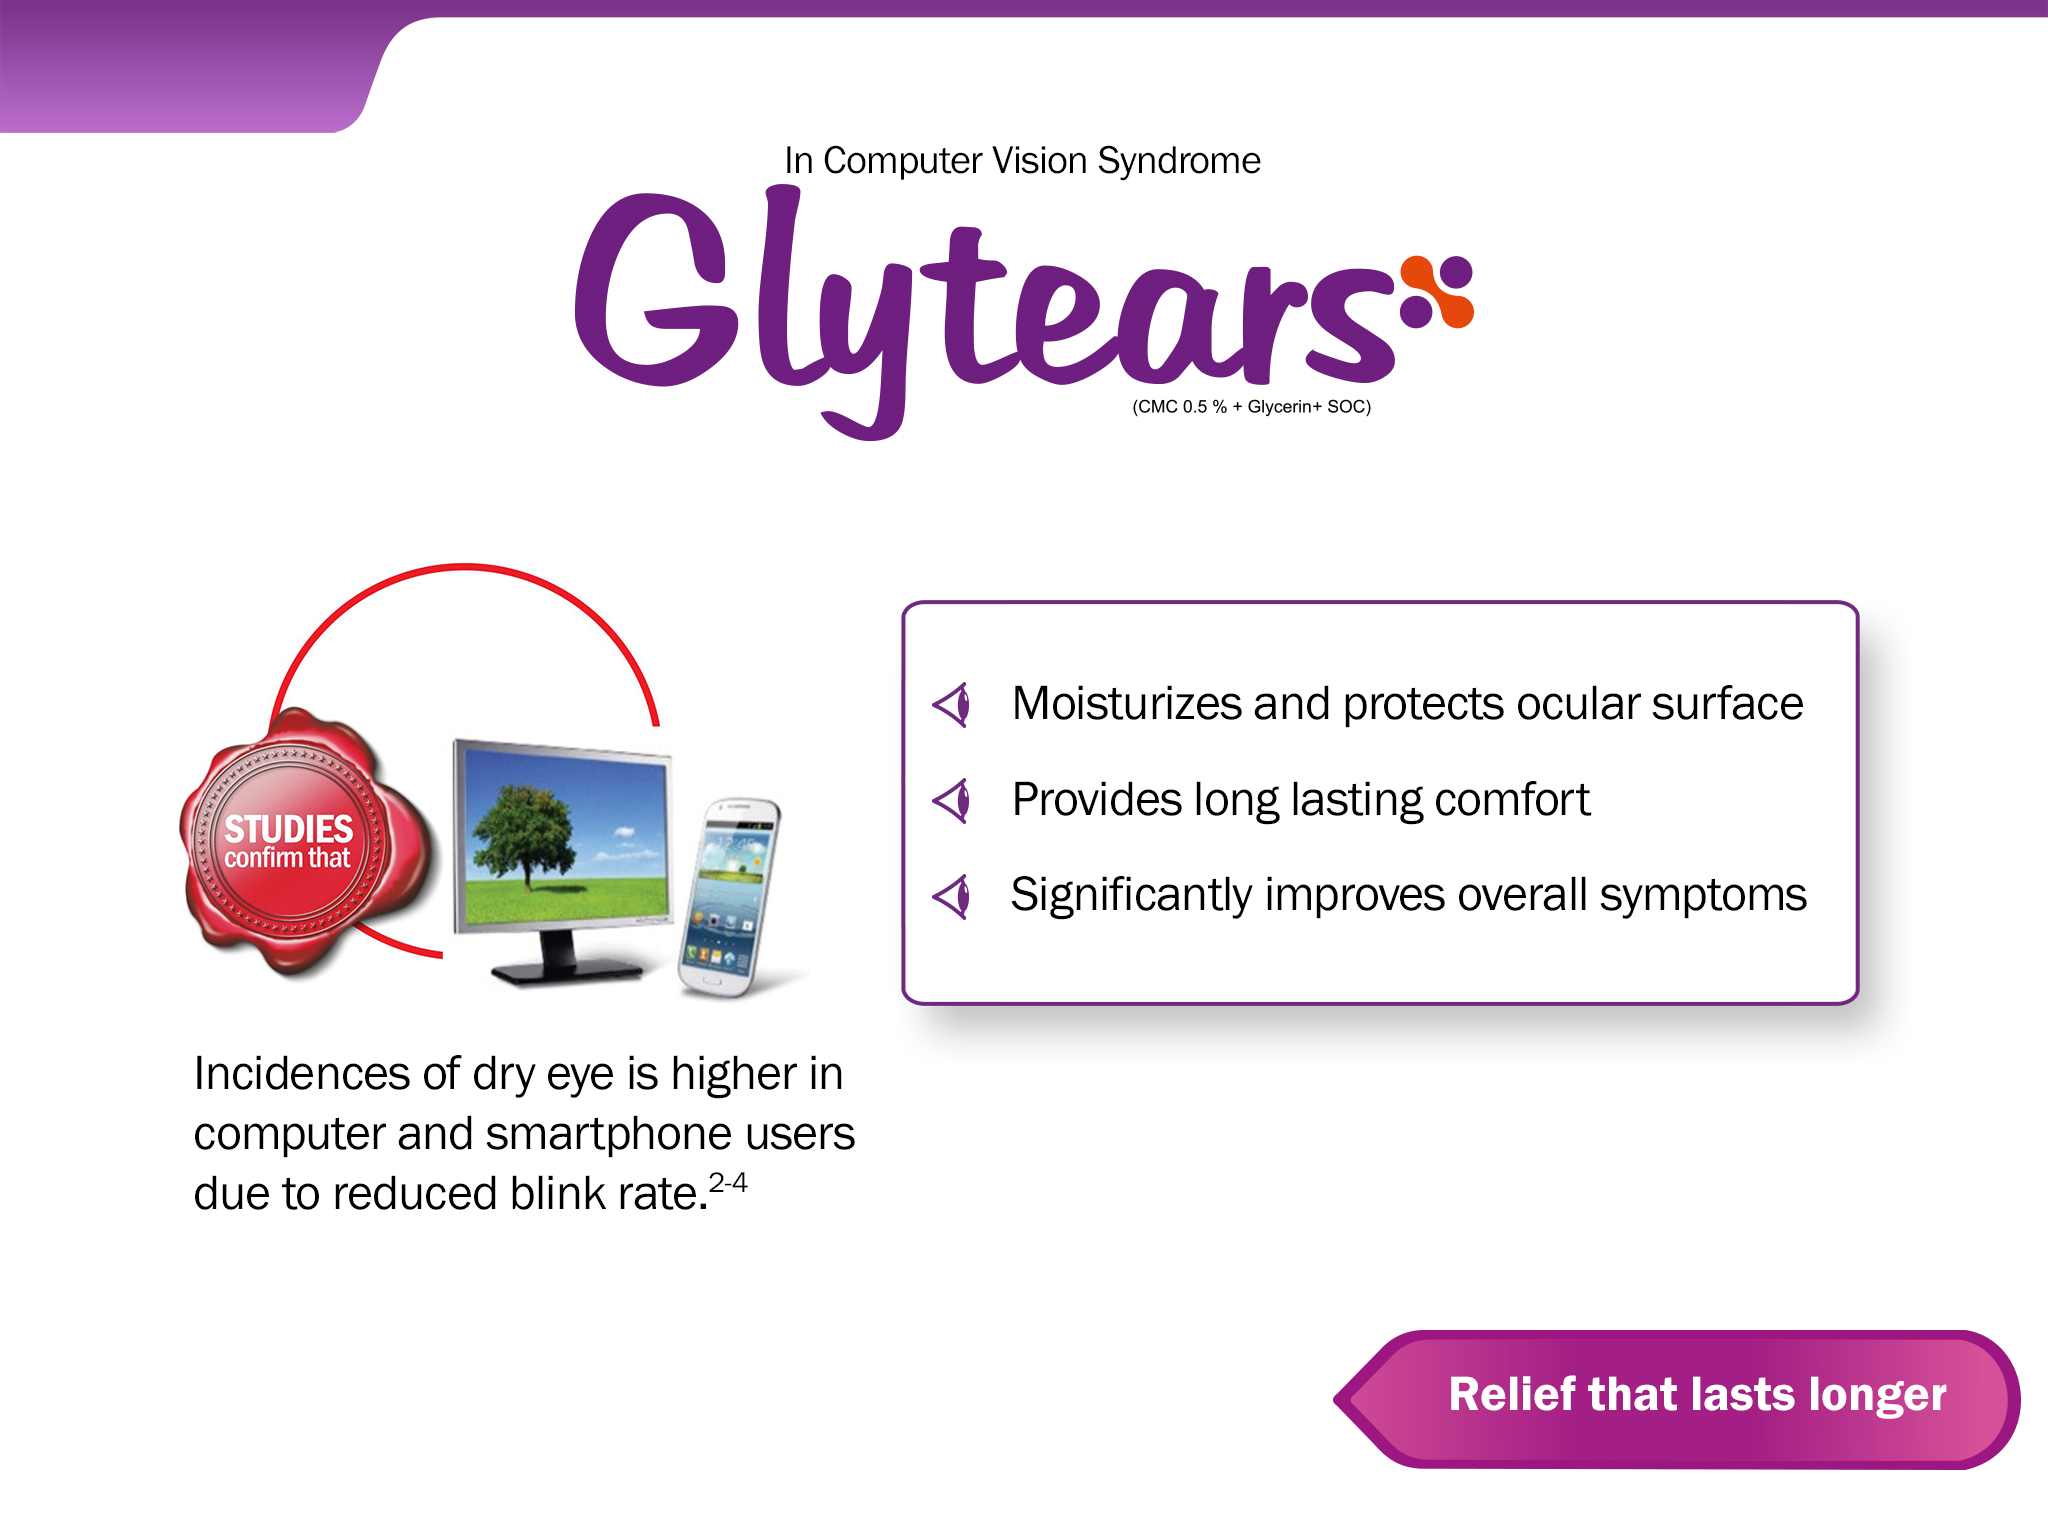 In Computer Vision Syndrome
Glytears
(CMC 0.5 % + Glycerin+ SOC)
STUDIES
confirm that
Moisturizes and protects ocular surface
Provides long lasting comfort
Significantly improves overall symptoms
Incidences of dry eye is higher in
computer and smartphone users
due to reduced blink rate.2-4
Relief that lasts longer